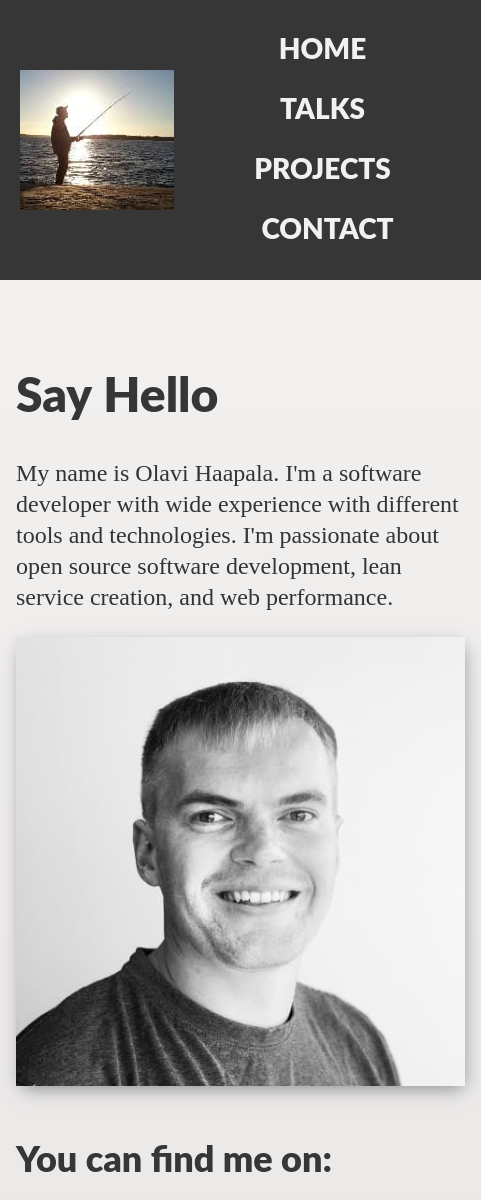 HOME
TALKS
PROJECTS
CONTACT
Say Hello
My name is Olavi Haapala. I'm a software
developer with wide experience with different
tools and technologies. I'm passionate about
open source software development, lean
service creation, and web performance.
You can find me on: